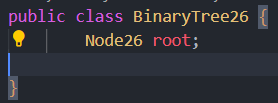 public class BinaryTree26 {
Node26 root;
}